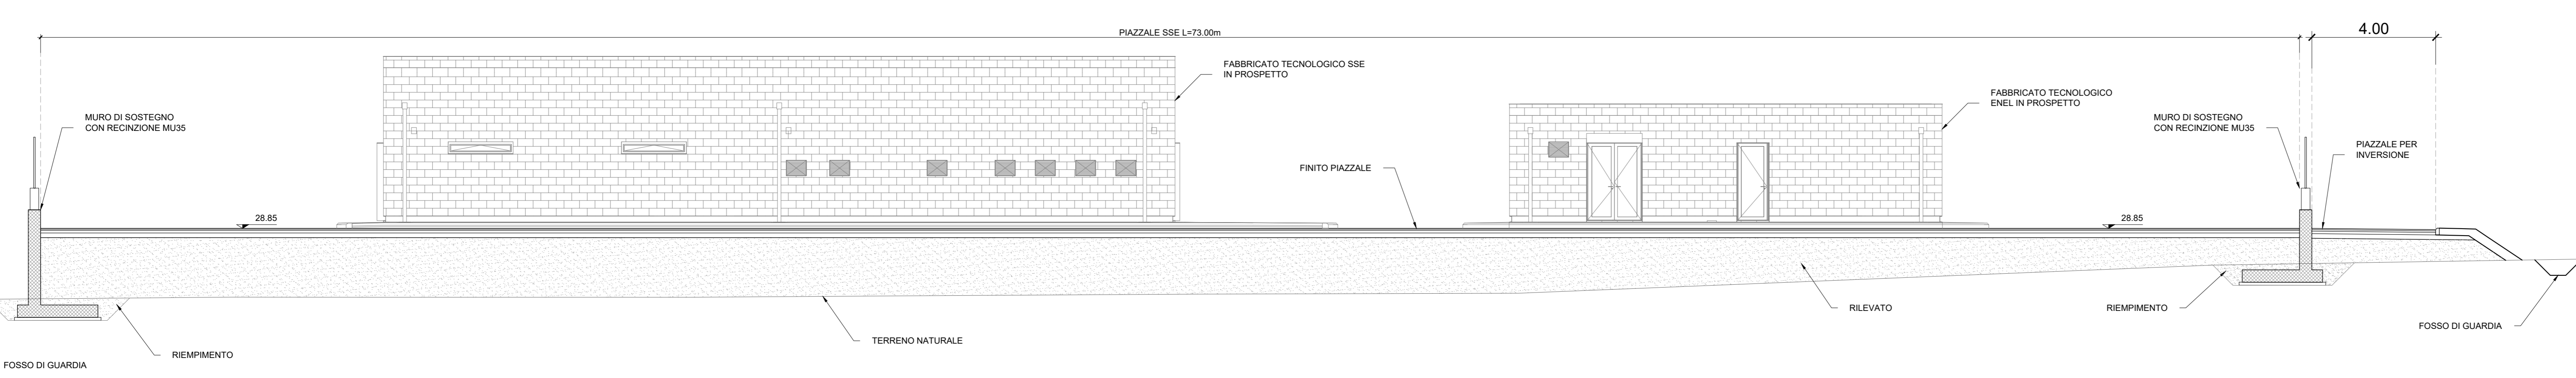 PIAZZALE SSE L=73.00m
4.00
FABBRICATO TECNOLOGICO SSE
IN PROSPETTO
FABBRICATO TECNOLOGICO
ENEL IN PROSPETTO
MURO DI SOSTEGNO
CON RECINZIONE MU35
MURO DI SOSTEGNO
CON RECINZIONE MU35
PIAZZALE PER
INVERSIONE
FINITO PIAZZALE
28.85
28.85
RILEVATO
RIEMPIMENTO
FOSSO DI GUARDIA
TERRENO NATURALE
RIEMPIMENTO
FOSSO DI GUARDIA